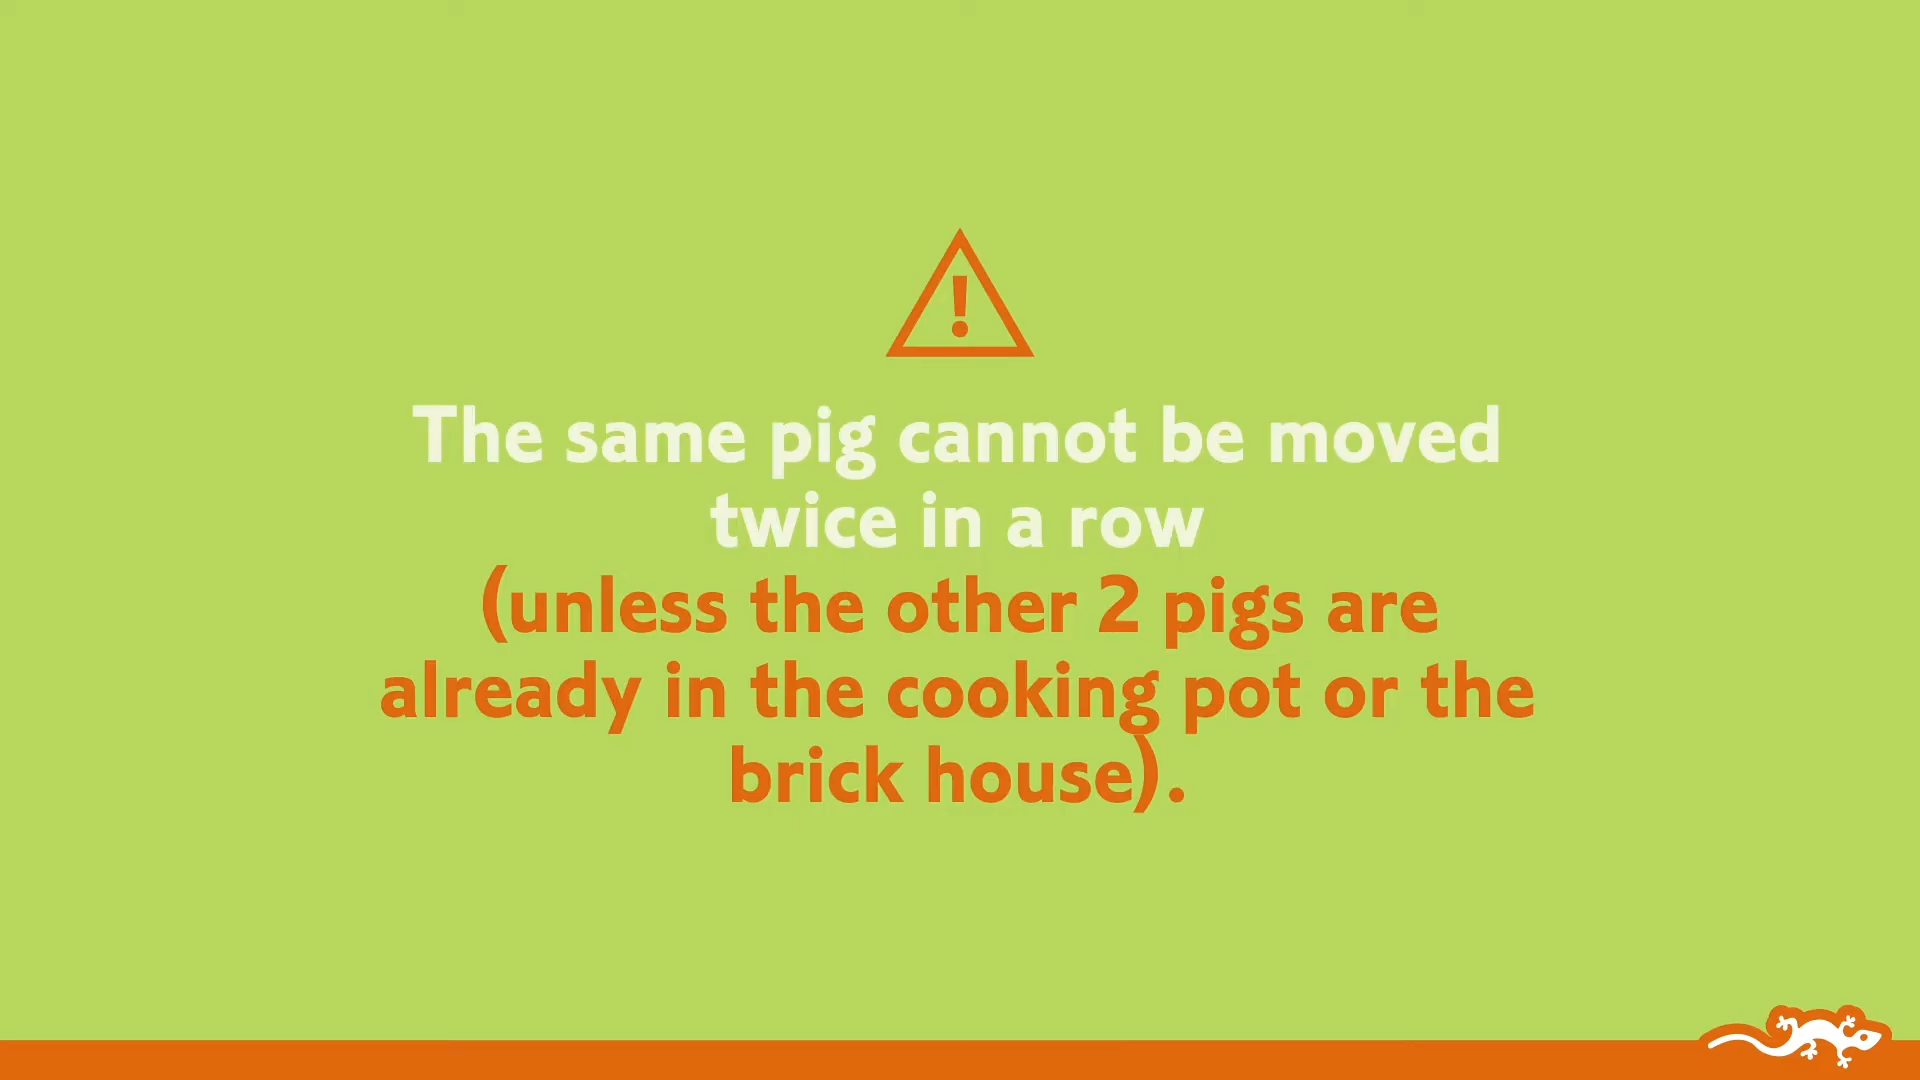 The same pig cannot be moved
twice in a row
(unless the other 2 pigs are
already in the cooking pot or the
brick house).